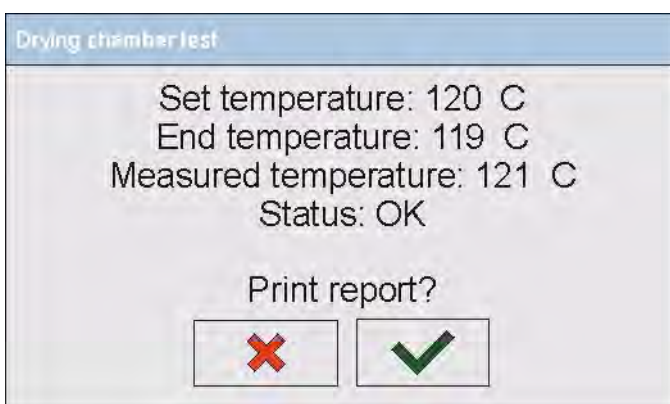 Drying chamber test
Set temperature: 120 C
End temperature: 119 C
Measured temperature: 121 C
Status: OK
Print report?